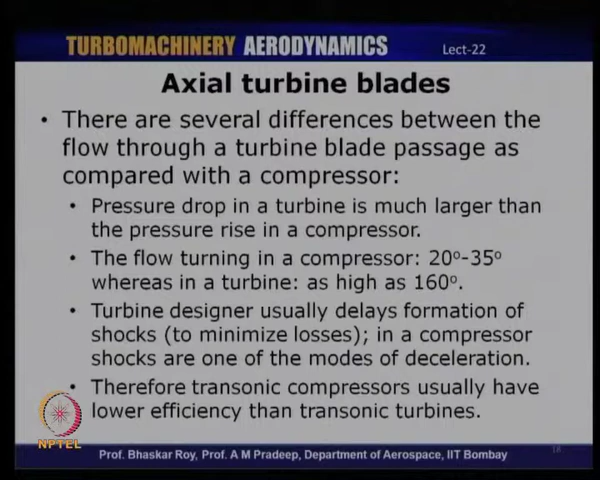 TURBOMACHINERY AERODYNAMICS Lect-22
Axial turbine blades
• There are several differences between the
flow through a turbine blade passage as
compared with a compressor:
• Pressure drop in a turbine is much larger than
the pressure rise in a compressor.
• The flow turning in a compressor: 20º-35º
whereas in a turbine: as high as 160º.
• Turbine designer usually delays formation of
shocks (to minimize losses); in a compressor
shocks are one of the modes of deceleration.
• Therefore transonic compressors usually have
lower efficiency than transonic turbines.
NPTEL
Prof. Bhaskar Roy, Prof. A M Pradeep, Department of Aerospace, IIT Bombay